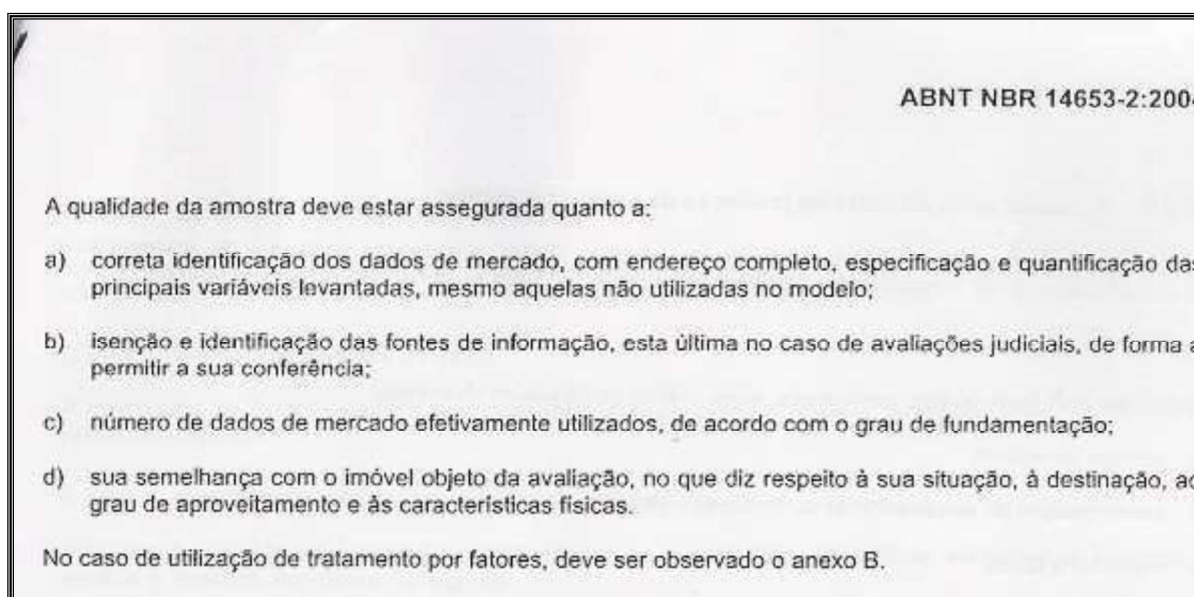 ABNT NBR 14653-2:200
A qualidade da amostra deve estar assegurada quanto a:
a) correta identificação dos dados de mercado, com endereço completo, especificação e quantificação das
principais variáveis levantadas, mesmo aquelas não utilizadas no modelo;
b) isenção e identificação das fontes de informação, esta última no caso de avaliações judiciais, de forma a
permitir a sua conferência;
c) número de dados de mercado efetivamente utilizados, de acordo com o grau de fundamentação;
d) sua semelhança com o imóvel objeto da avaliação, no que diz respeito à sua situação, à destinação, ao
grau de aproveitamento e às características físicas.
No caso de utilização de tratamento por fatores, deve ser observado o anexo B.